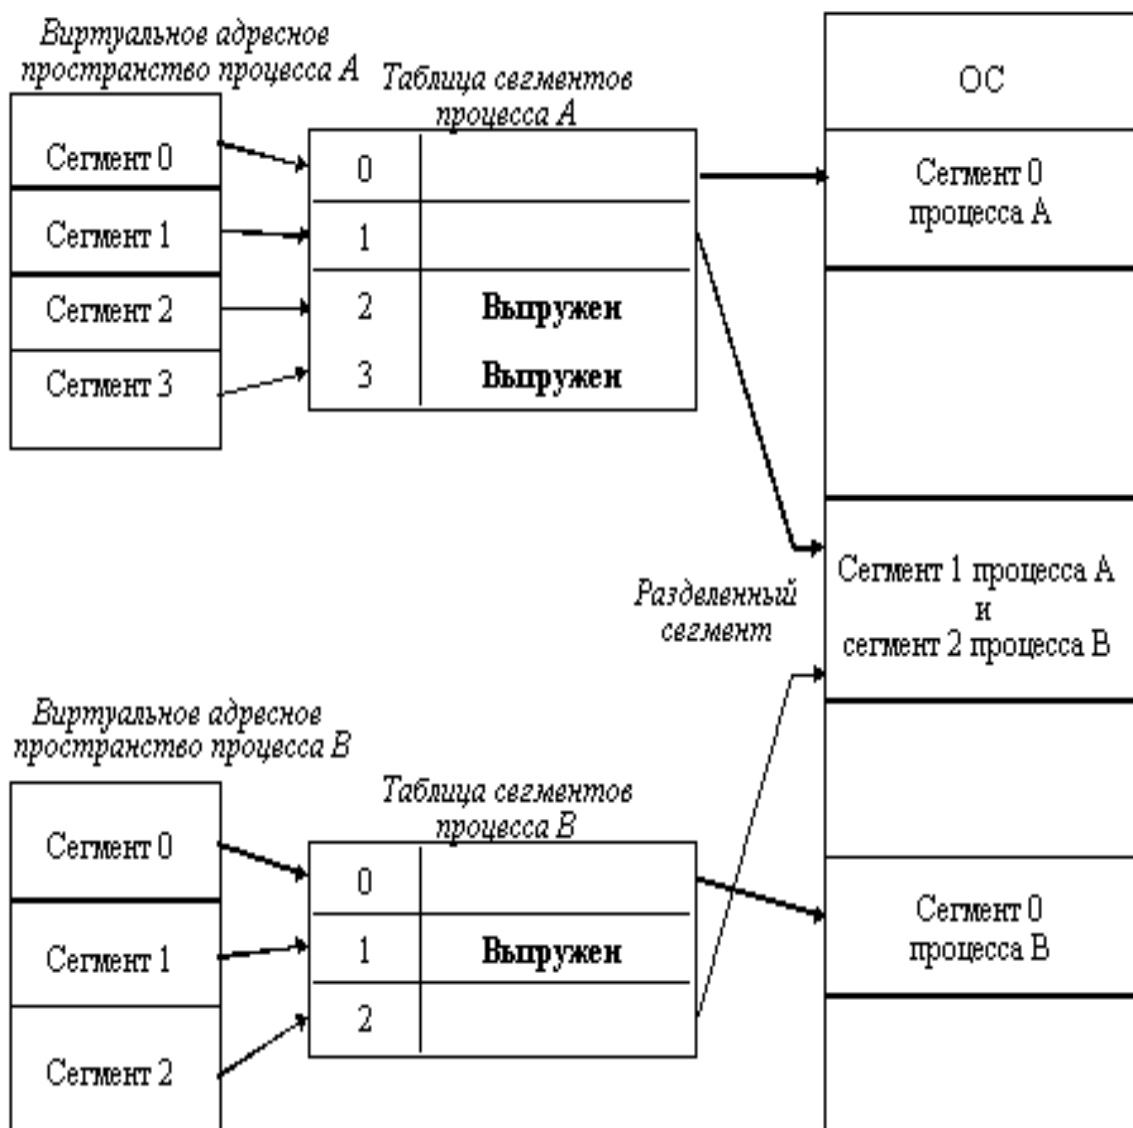 Виртуальное адресное
пространство процесса А
Сегмент 0
Сегмент 1
Сегмент 2
Сегмент 3
Таблица сегментов
процесса А
0
1
2 Выгружен
3 Выгружен
ОС
Сегмент 0
процесса А
Сегмент 1 процесса А
и
сегмент 2 процесса В
Разделенный
сегмент
Виртуальное адресное
пространство процесса В
Сегмент 0
Сегмент 1
Сегмент 2
Таблица сегментов
процесса В
0
1 Выгружен
2
Сегмент 0
процесса В